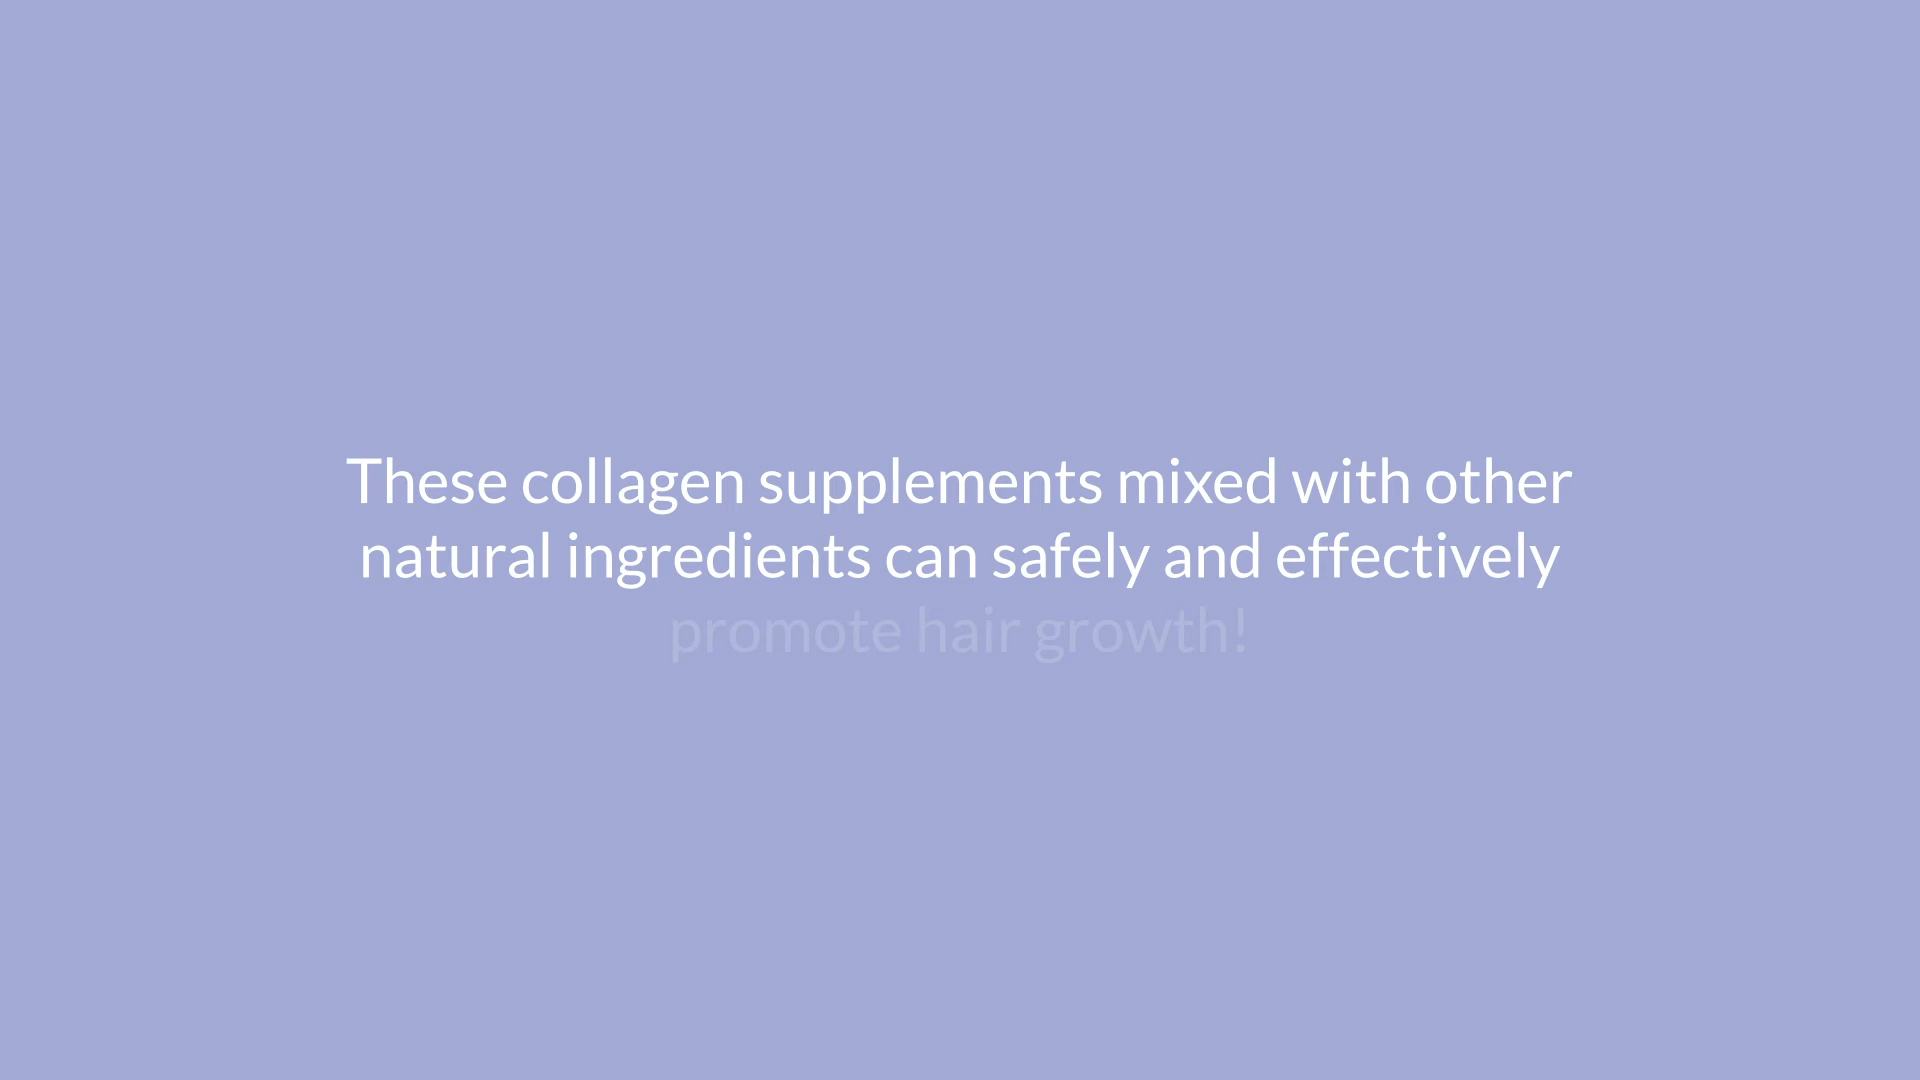 These collagen supplements mixed with other
natural ingredients can safely and effectively
promote hair growth!